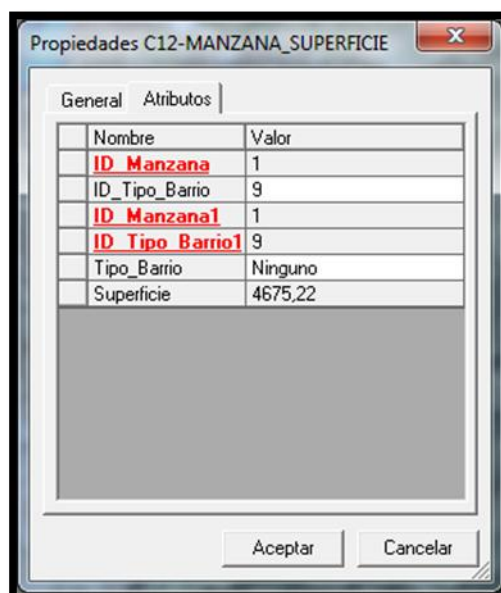 Propiedades C12-MANZANA_SUPERFICIE
General Atributos
Nombre Valor
ID_Manzana 1
ID_Tipo_Barrio 9
ID_Manzana1 1
ID_Tipo_Barrio1 9
Tipo_Barrio Ninguno
Superficie 4675,22
Aceptar Cancelar